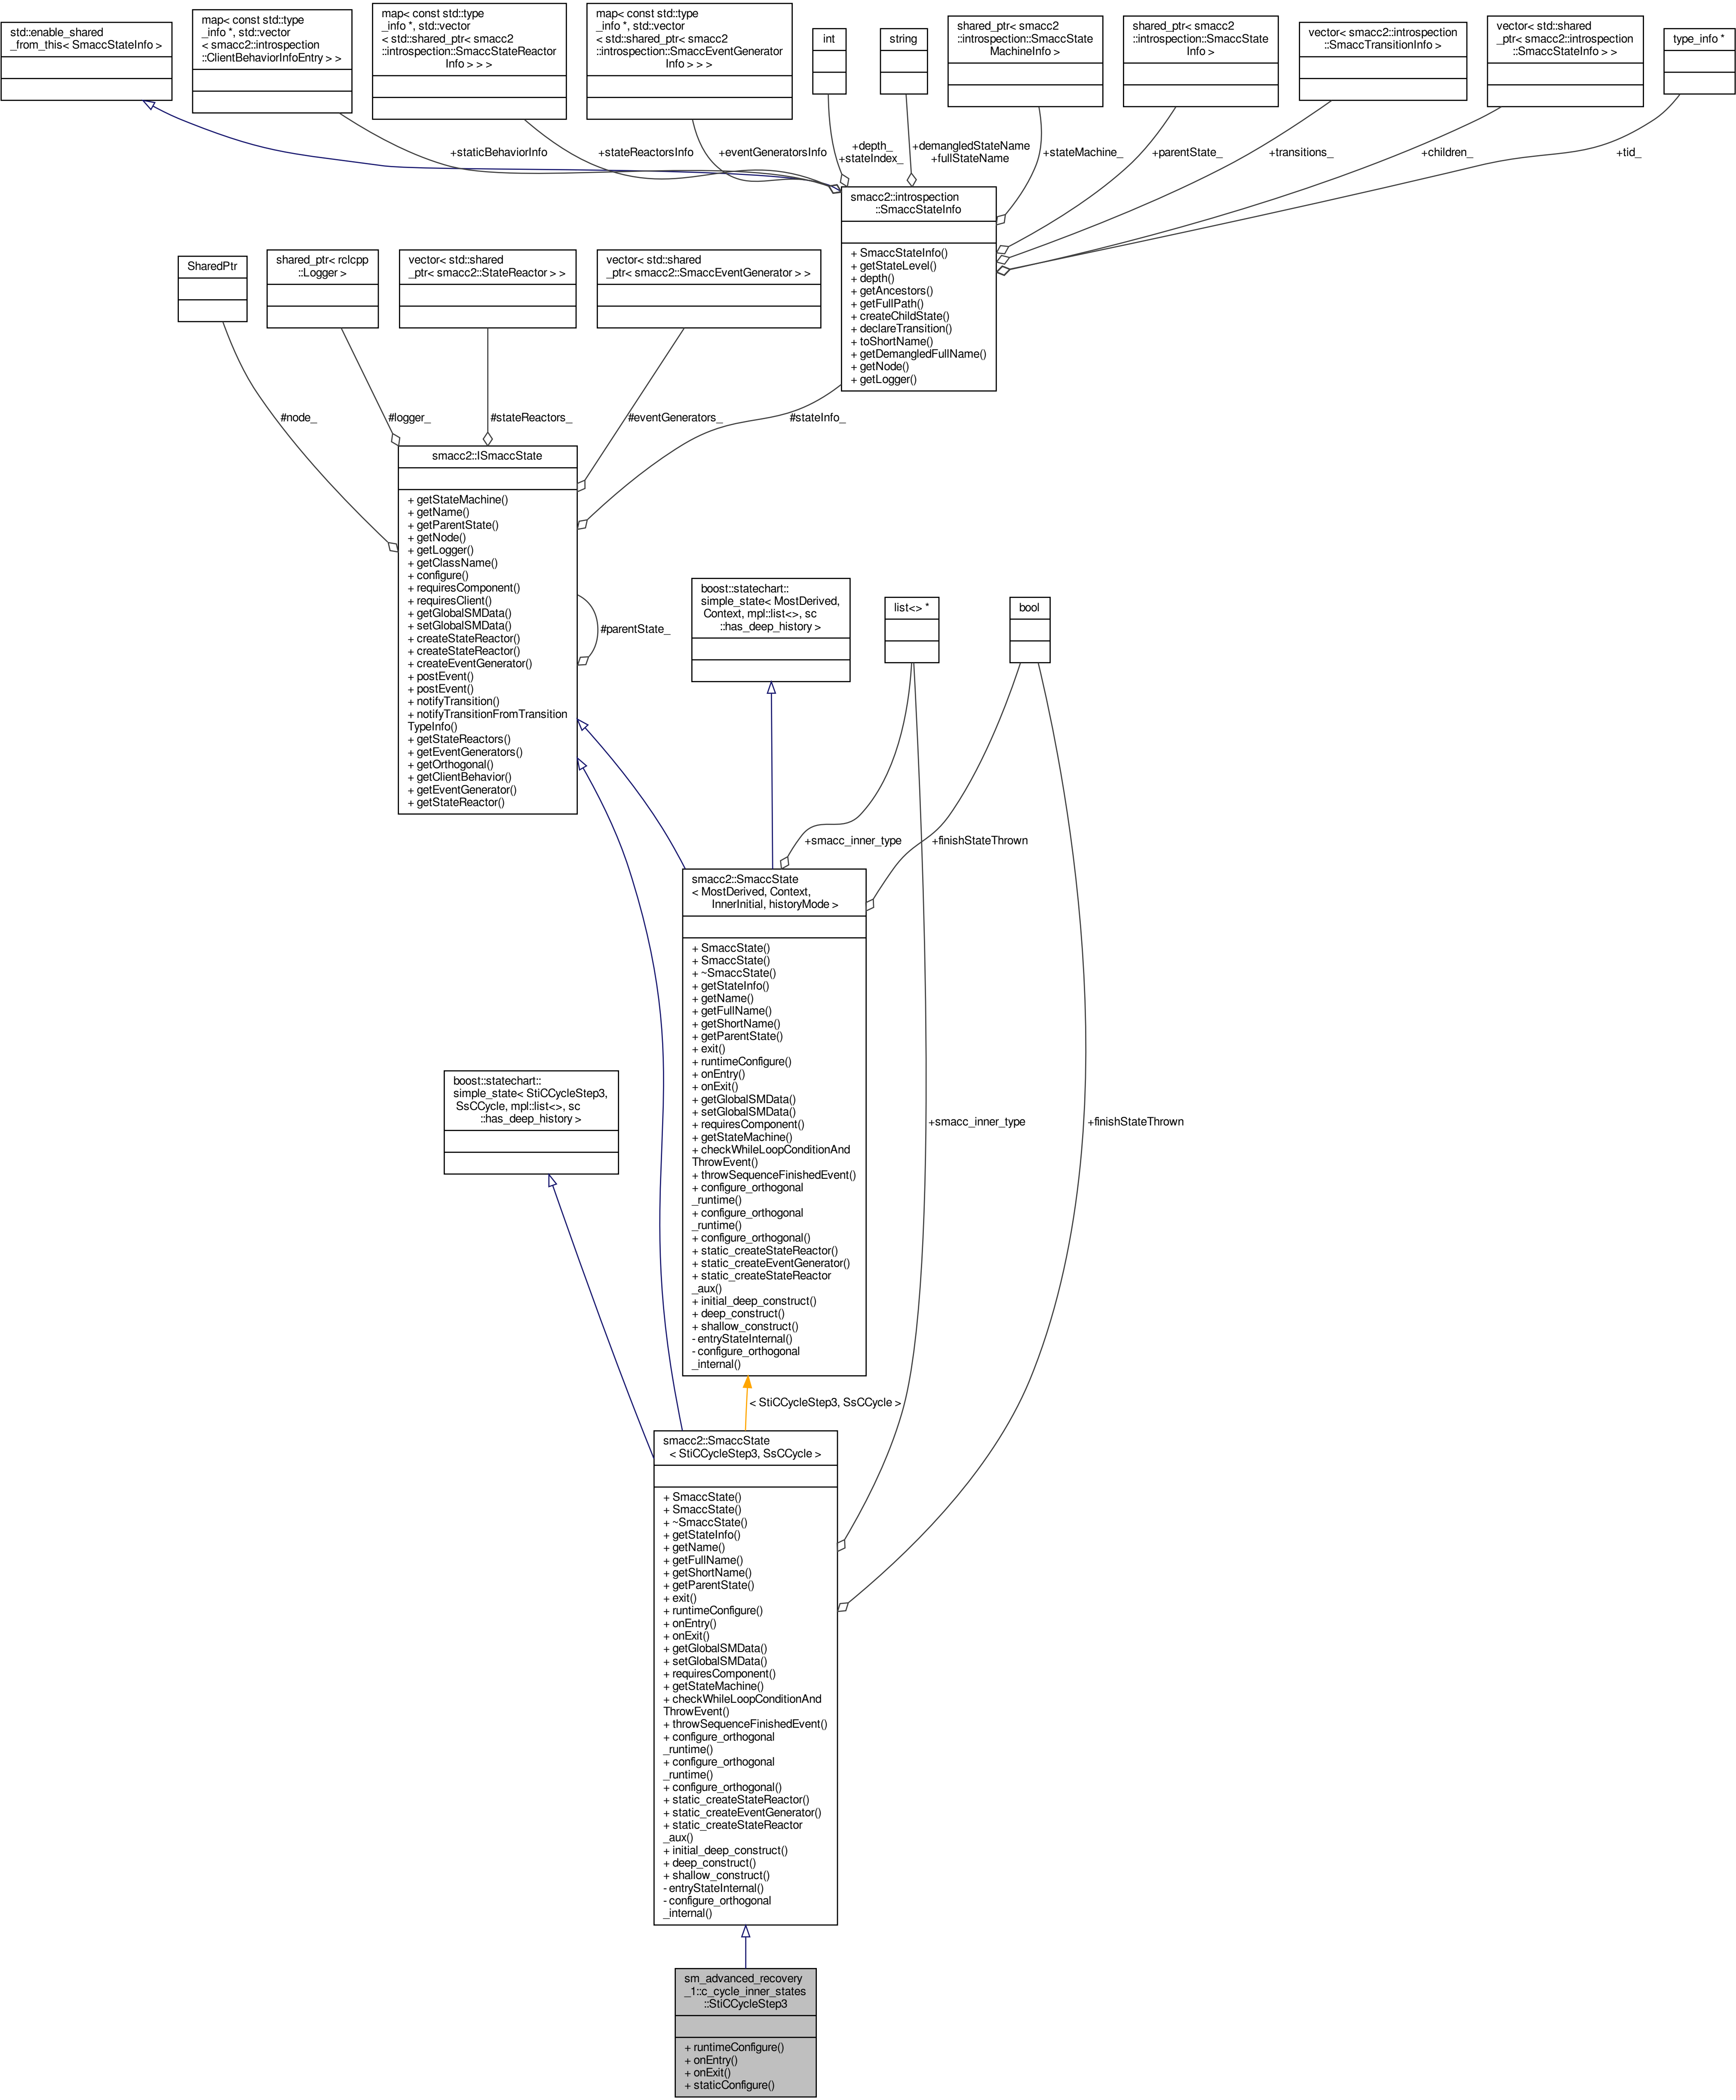 std::enable_shared
_from_this< SmaccStateInfo >
map< const std::type
_info *, std::vector
< smacc2::introspection
::ClientBehaviorInfoEntry > >
map< const std::type
_info *, std::vector
< std::shared_ptr< smacc2
::introspection::SmaccStateReactor
Info > > >
map< const std::type
_info *, std::vector
< std::shared_ptr< smacc2
::introspection::SmaccEventGenerator
Info > > >
int
string
shared_ptr< smacc2
::introspection::SmaccState
MachineInfo >
shared_ptr< smacc2
::introspection::SmaccState
Info >
vector< smacc2::introspection
::SmaccTransitionInfo >
vector< std::shared
_ptr< smacc2::introspection
::SmaccStateInfo > >
type_info *
+staticBehaviorInfo
+stateReactorsInfo
+eventGeneratorsInfo
+depth_
+stateIndex_
+demangledStateName
+fullStateName
+stateMachine_
+parentState_
+transitions_
+children_
+tid_
smacc2::introspection
::SmaccStateInfo
+ SmaccStateInfo()
+ getStateLevel()
+ depth()
+ getAncestors()
+ getFullPath()
+ createChildState()
+ declareTransition()
+ toShortName()
+ getDemangledFullName()
+ getNode()
+ getLogger()
SharedPtr
shared_ptr< rclcpp
::Logger >
vector< std::shared
_ptr< smacc2::StateReactor > >
vector< std::shared
_ptr< smacc2::SmaccEventGenerator > >
#node_
#logger_
#stateReactors_
#eventGenerators_
#stateInfo_
smacc2::ISmaccState
+ getStateMachine()
+ getName()
+ getParentState()
+ getNode()
+ getLogger()
+ getClassName()
+ configure()
+ requiresComponent()
+ requiresClient()
+ getGlobalSMData()
+ setGlobalSMData()
+ createStateReactor()
+ createStateReactor()
+ createEventGenerator()
+ postEvent()
+ postEvent()
+ notifyTransition()
+ notifyTransitionFromTransition
TypeInfo()
+ getStateReactors()
+ getEventGenerators()
+ getOrthogonal()
+ getClientBehavior()
+ getEventGenerator()
+ getStateReactor()
#parentState_
boost::statechart::
simple_state< MostDerived,
Context, mpl::list<>, sc
::has_deep_history >
list<> *
bool
+smacc_inner_type
+finishStateThrown
smacc2::SmaccState
< MostDerived, Context,
InnerInitial, historyMode >
+ SmaccState()
+ SmaccState()
+ ~SmaccState()
+ getStateInfo()
+ getName()
+ getFullName()
+ getShortName()
+ getParentState()
+ exit()
+ runtimeConfigure()
+ onEntry()
+ onExit()
+ getGlobalSMData()
+ setGlobalSMData()
+ requiresComponent()
+ getStateMachine()
+ checkWhileLoopConditionAnd
ThrowEvent()
+ throwSequenceFinishedEvent()
+ configure_orthogonal
_runtime()
+ configure_orthogonal
_runtime()
+ configure_orthogonal()
+ static_createStateReactor()
+ static_createEventGenerator()
+ static_createStateReactor
_aux()
+ initial_deep_construct()
+ deep_construct()
+ shallow_construct()
- entryStateInternal()
- configure_orthogonal
_internal()
boost::statechart::
simple_state< StiCCycleStep3,
SsCCycle, mpl::list<>, sc
::has_deep_history >
+smacc_inner_type
+finishStateThrown
< StiCCycleStep3, SsCCycle >
smacc2::SmaccState
< StiCCycleStep3, SsCCycle >
+ SmaccState()
+ SmaccState()
+ ~SmaccState()
+ getStateInfo()
+ getName()
+ getFullName()
+ getShortName()
+ getParentState()
+ exit()
+ runtimeConfigure()
+ onEntry()
+ onExit()
+ getGlobalSMData()
+ setGlobalSMData()
+ requiresComponent()
+ getStateMachine()
+ checkWhileLoopConditionAnd
ThrowEvent()
+ throwSequenceFinishedEvent()
+ configure_orthogonal
_runtime()
+ configure_orthogonal
_runtime()
+ configure_orthogonal()
+ static_createStateReactor()
+ static_createEventGenerator()
+ static_createStateReactor
_aux()
+ initial_deep_construct()
+ deep_construct()
+ shallow_construct()
- entryStateInternal()
- configure_orthogonal
_internal()
sm_advanced_recovery
_1::c_cycle_inner_states
::StiCCycleStep3
+ runtimeConfigure()
+ onEntry()
+ onExit()
+ staticConfigure()